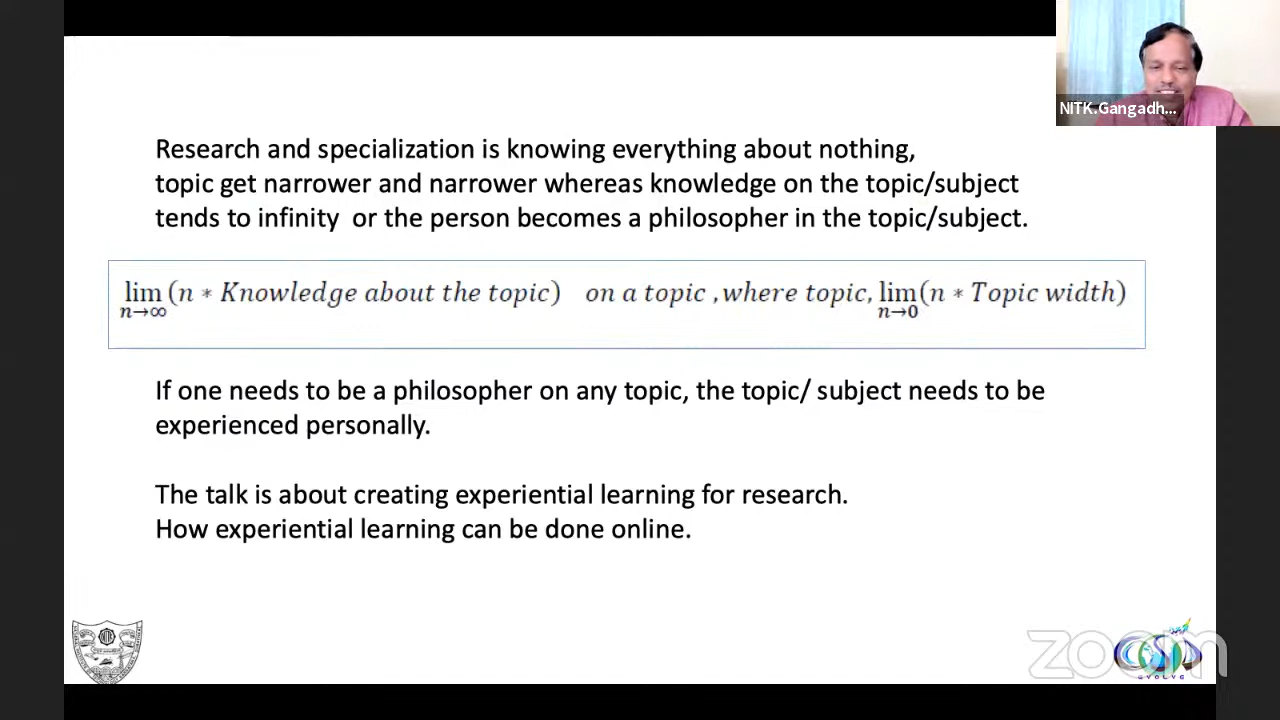 NITK.Gangadh...
Research and specialization is knowing everything about nothing,
topic get narrower and narrower whereas knowledge on the topic/subject
tends to infinity or the person becomes a philosopher in the topic/subject.
lim n→∞ (n * Knowledge about the topic) on a topic ,where topic, lim n→0 (n * Topic width)
If one needs to be a philosopher on any topic, the topic/ subject needs to be
experienced personally.
The talk is about creating experiential learning for research.
How experiential learning can be done online.
zoom
EVOLVE